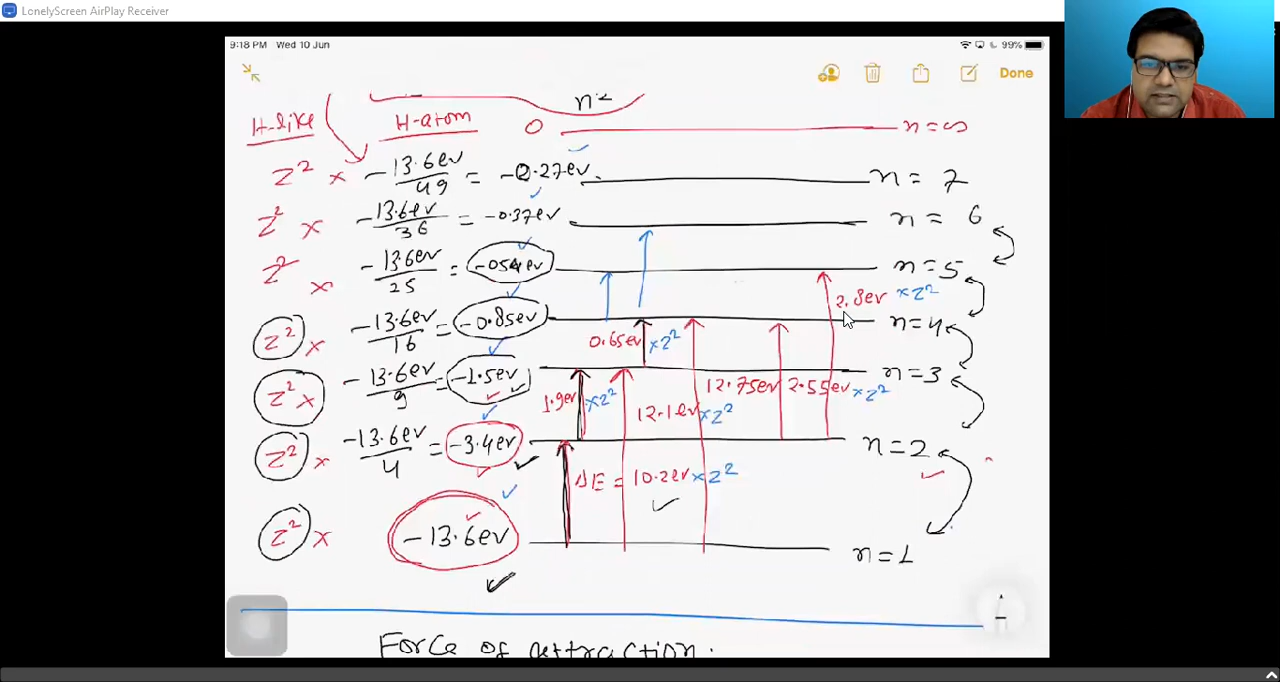 LonelyScreen AirPlay Receiver
9:18 PM Wed 10 Jun
99%
Done
n²
H-like H-atom 0 n=∞
Z² × -13.6ev/49 = -0.27ev n = 7
Z² × -13.6ev/36 = -0.37ev n = 6
Z² × -13.6ev/25 = -0.54ev n=5
2.8ev ×Z²
Z² × -13.6ev/16 = -0.85ev n=4
0.65ev ×Z²
Z² × -13.6ev/9 = -1.5ev n=3
1.9ev ×Z² 12.1ev ×Z² 12.75ev 2.55ev ×Z²
Z² × -13.6ev/4 = -3.4ev n=2
ΔE = 10.2ev ×Z²
Z² × -13.6ev n=1
Force of attraction.